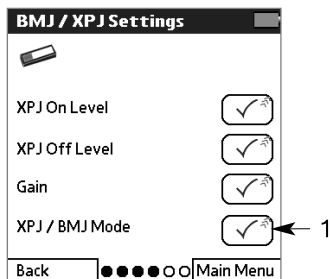 BMJ / XPJ Settings
XPJ On Level
XPJ Off Level
Gain
XPJ / BMJ Mode
1
Back
Main Menu